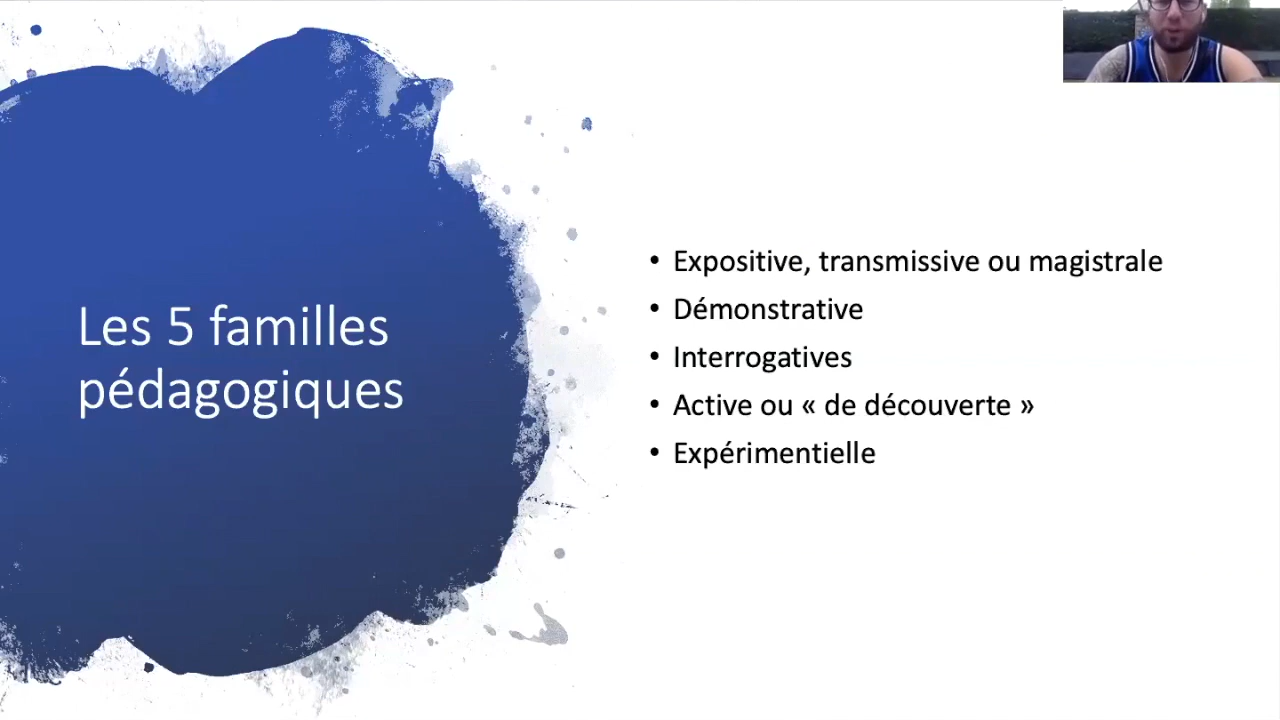 Les 5 familles
pédagogiques
• Expositive, transmissive ou magistrale
• Démonstrative
• Interrogatives
• Active ou « de découverte »
• Expérimentielle